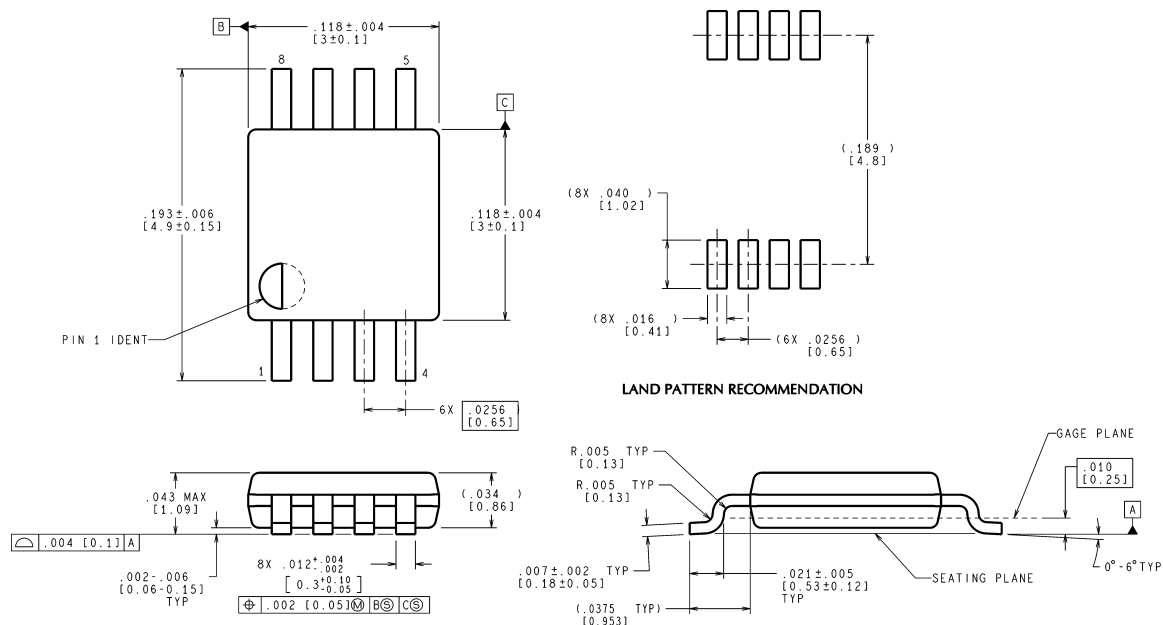 B
.118±.004
[3±0.1]
8
5
C
.193±.006
[4.9±0.15]
.118±.004
[3±0.1]
PIN 1 IDENT
1
4
6X .0256
[0.65]
(.189 )
[4.8]
(8X .040 )
[1.02]
(8X .016 )
[0.41]
(6X .0256 )
[0.65]
LAND PATTERN RECOMMENDATION
.043 MAX
[1.09]
(.034 )
[0.86]
⌓ .004 [0.1] A
.002-.006
[0.06-0.15]
TYP
8X .012 +.004 -.002
[0.3 +0.10 -0.05]
⌖ .002 [0.05]Ⓜ BⓈ CⓈ
R.005 TYP
[0.13]
R.005 TYP
[0.13]
GAGE PLANE
.010
[0.25]
A
.007±.002 TYP
[0.18±0.05]
.021±.005
[0.53±0.12]
TYP
SEATING PLANE
0°-6° TYP
(.0375 TYP)
[0.953]